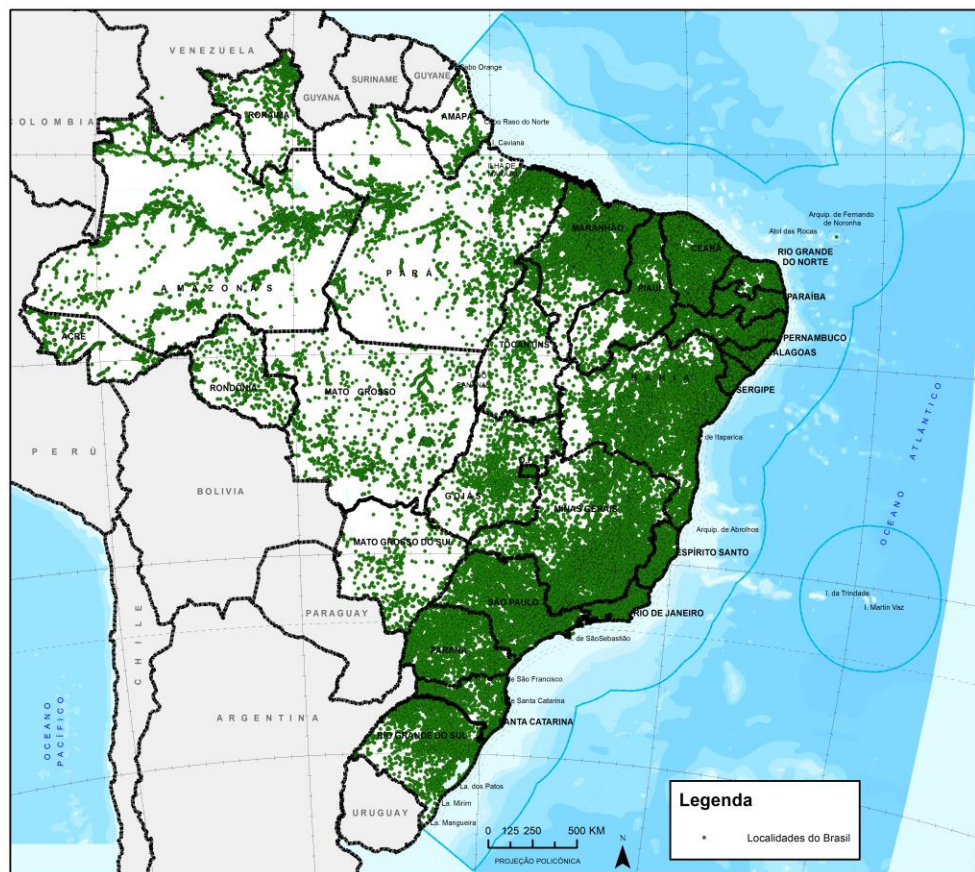 VENEZUELA
SURINAME
GUYANE
GUYANA
COLOMBIA
Cabo Orange
RORAIMA
AMAPÁ
Cabo Raso do Norte
I. Caviana
ILHA DE
MARANHÃO
CEARÁ
Arquip. de Fernando
de Noronha
Atol das Rocas
RIO GRANDE
DO NORTE
PARÁ
AMAZONAS
PIAUÍ
PARAÍBA
ACRE
PERNAMBUCO
TOCANTINS
ALAGOAS
BAHIA
RONDÔNIA
MATO GROSSO
SERGIPE
PERÚ
de Itaparica
OCEANO ATLÂNTICO
BOLIVIA
GOIÁS
MINAS GERAIS
Arquip. de Abrolhos
MATO GROSSO DO SUL
ESPÍRITO SANTO
I. da Trindade
I. Martin Vaz
SÃO PAULO
RIO DE JANEIRO
PARAGUAY
de SãoSebastião
CHILE
PARANÁ
de São Francisco
de Santa Catarina
ARGENTINA
ANTA CATARINA
RIO GRANDE DO SUL
OCEANO
PACÍFICO
La. dos Patos
La. Mirim
URUGUAY
La. Mangueira
Legenda
Localidades do Brasil
0 125 250 500 KM
PROJEÇÃO POLICÔNICA
N